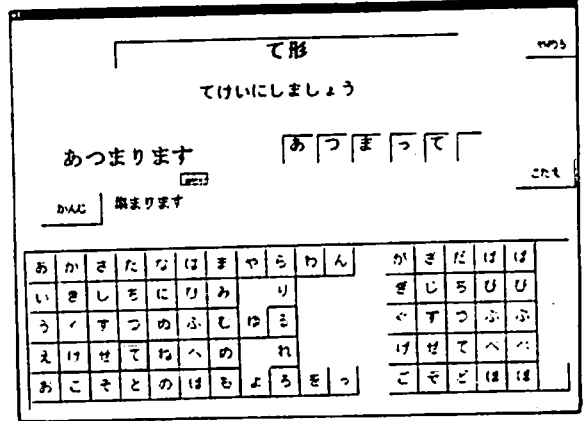 て形
やめる
てけいにしましょう
あつまります
あつまって
こたえ
かんじ
集まります
あかさたなはまやらわん
いきしちにひみり
うくすつぬふむゆる
えけせてねへめれ
おこそとのほもよろをっ
がざだばぱ
ぎじぢびぴ
ぐずづぶぷ
げぜでべぺ
ごぞどぼぽ